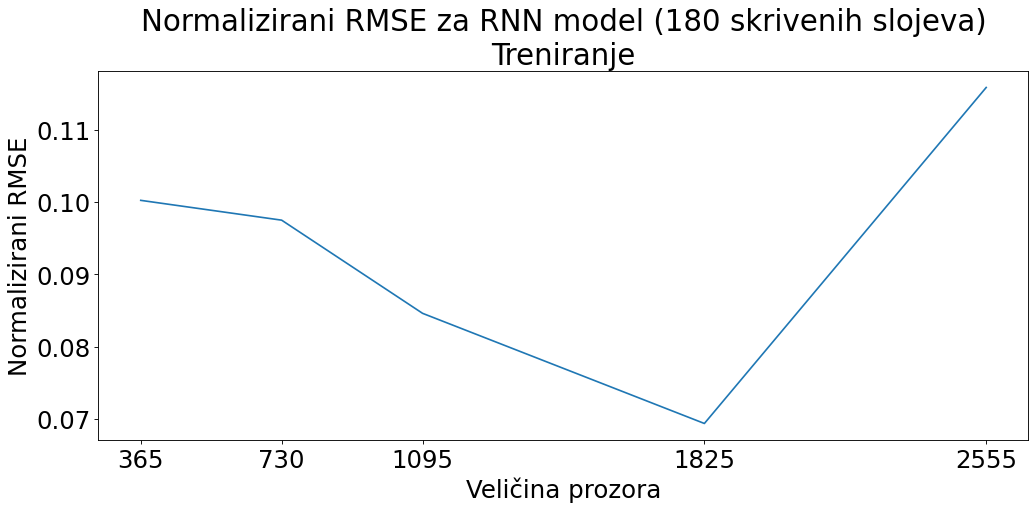 Normalizirani RMSE za RNN model (180 skrivenih slojeva)
Treniranje
Normalizirani RMSE
0.11
0.10
0.09
0.08
0.07
365 730 1095 1825 2555
Veličina prozora